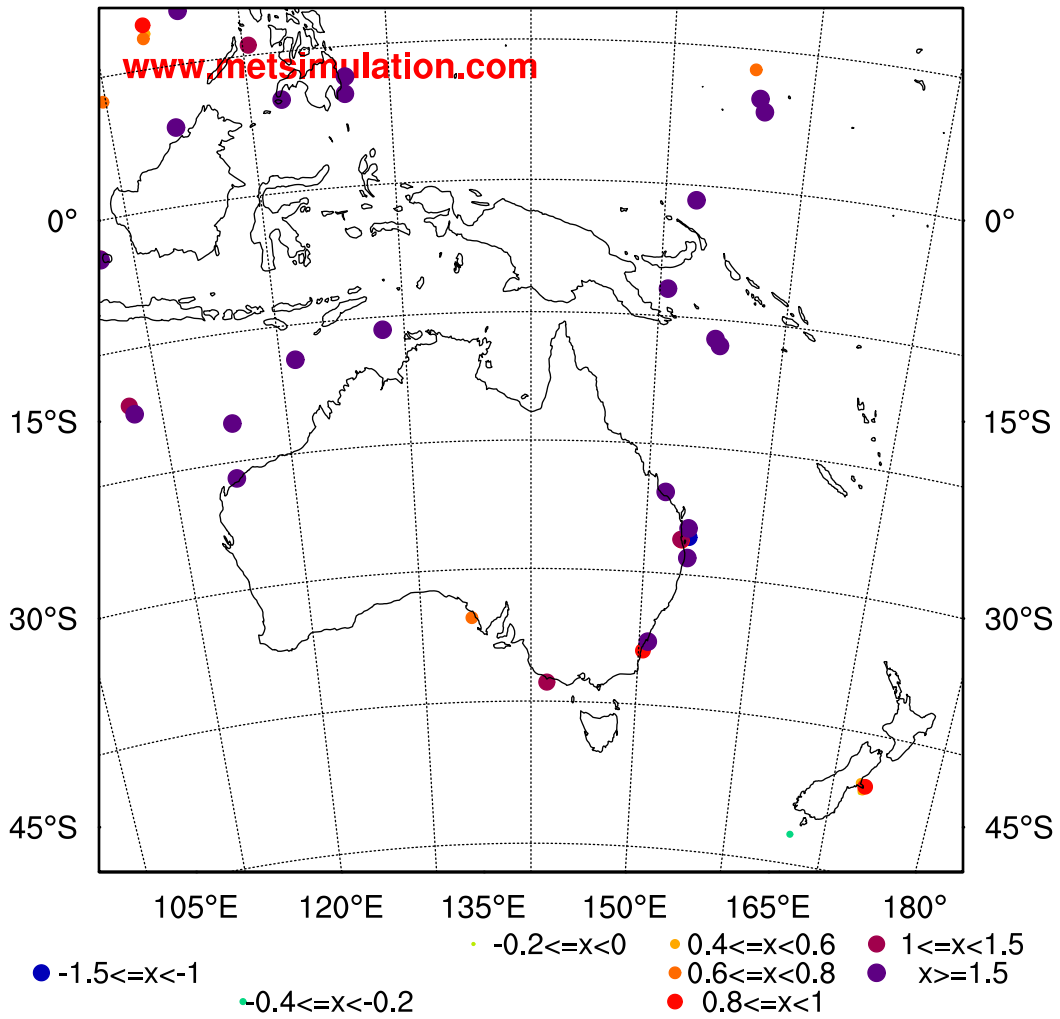 www.metsimulation.com
0° 0°
15°S 15°S
30°S 30°S
45°S 45°S
105°E 120°E 135°E 150°E 165°E 180°
-0.2<=x<0 0.4<=x<0.6 1<=x<1.5
-1.5<=x<-1 0.6<=x<0.8 x>=1.5
-0.4<=x<-0.2 0.8<=x<1